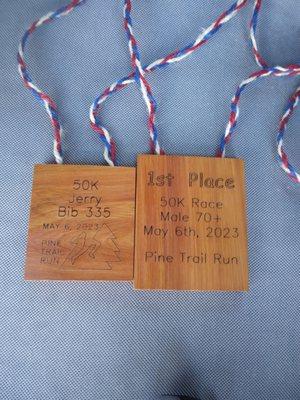 50K
Jerry
Bib 335
MAY 6, 2023
PINE
TRAIL
RUN
1st Place
50K Race
Male 70+
May 6th, 2023
Pine Trail Run